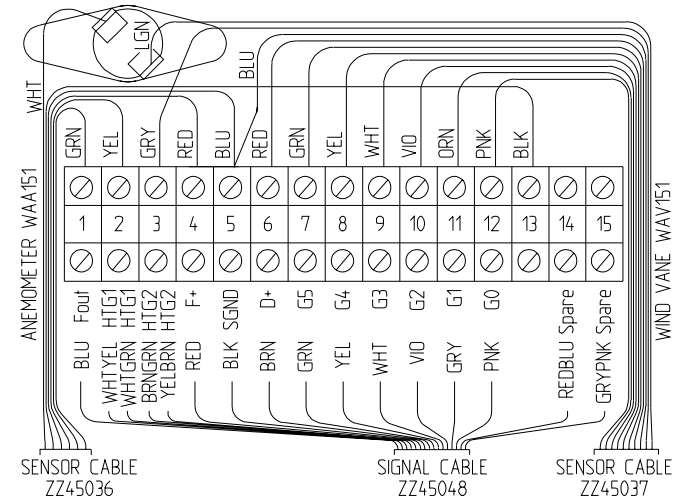 LGN
WHT
BLU
GRN
YEL
GRY
RED
BLU
RED
GRN
YEL
WHT
VIO
ORN
PNK
BLK
1 2 3 4 5 6 7 8 9 10 11 12 13 14 15
ANEMOMETER WAA151
WIND VANE WAV151
BLU Fout
WHTYEL HTG1
WHTGRN HTG1
BRNGRN HTG2
YELBRN HTG2
RED F+
BLK SGND
BRN D+
GRN G5
YEL G4
WHT G3
VIO G2
GRY G1
PNK G0
REDBLU Spare
GRYPNK Spare
SENSOR CABLE
ZZ45036
SIGNAL CABLE
ZZ45048
SENSOR CABLE
ZZ45037